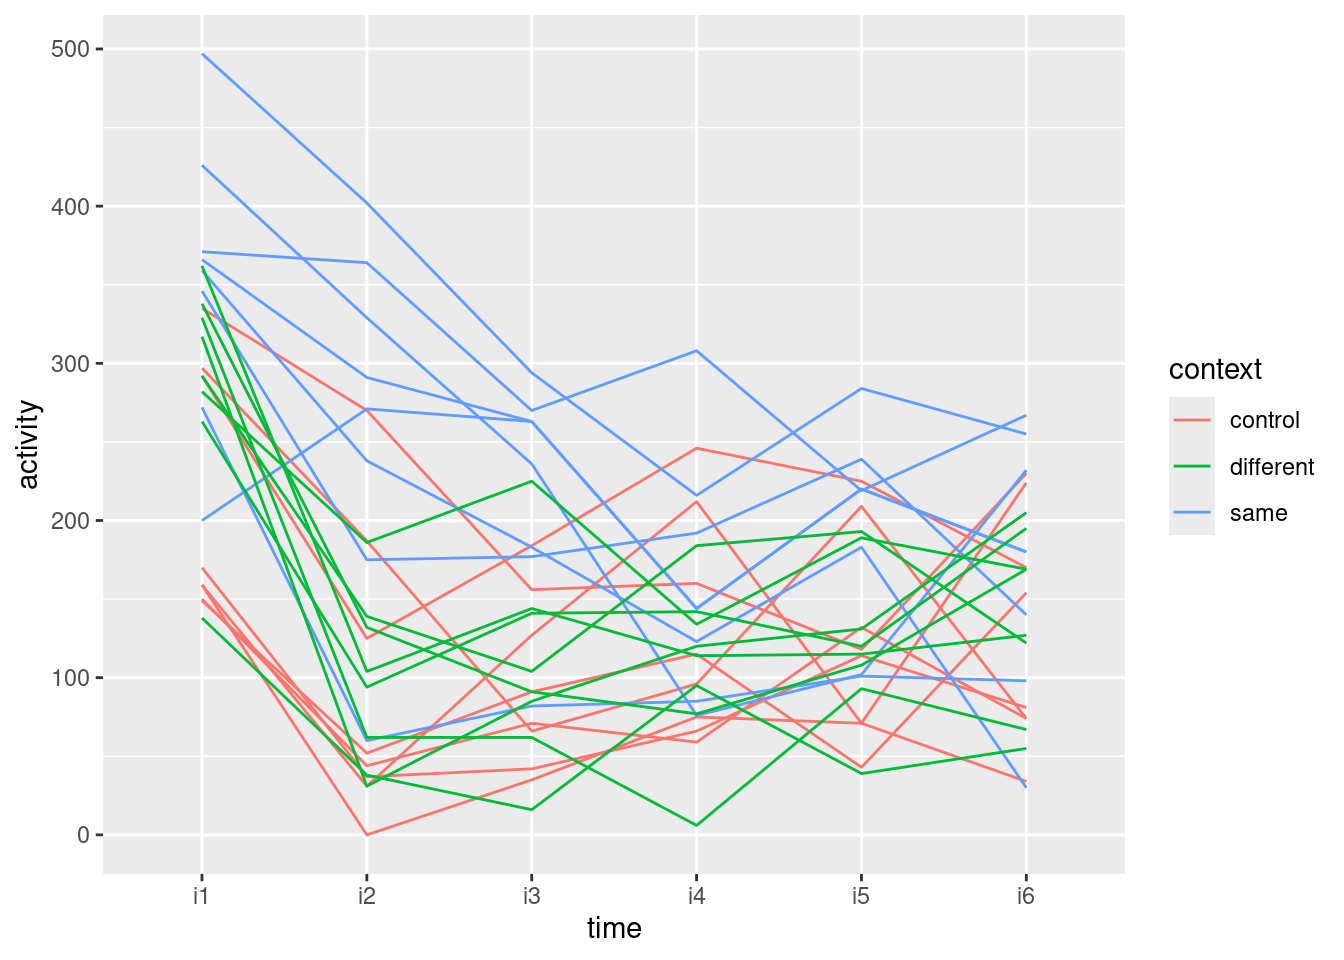 500
400
300
200
100
0
activity
i1 i2 i3 i4 i5 i6
time
context
control
different
same